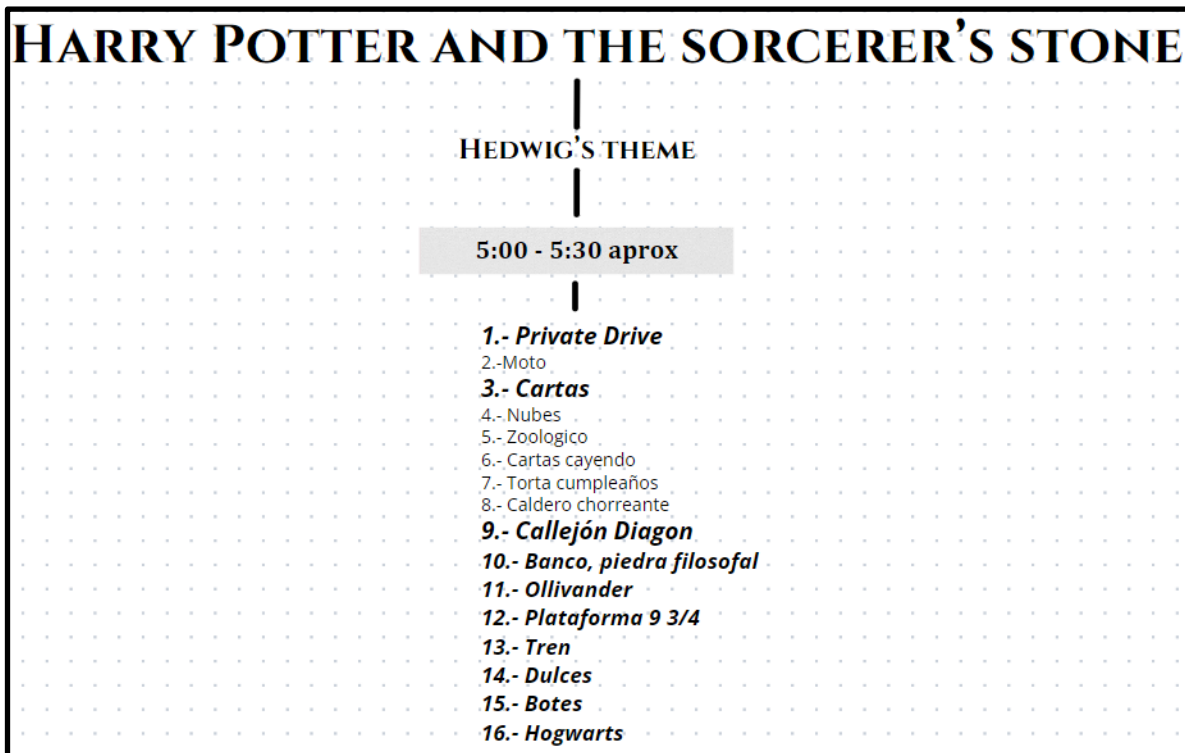 HARRY POTTER AND THE SORCERER'S STONE
HEDWIG'S THEME
5:00 - 5:30 aprox
1.- Private Drive
2.-Moto
3.- Cartas
4.- Nubes
5.- Zoologico
6.- Cartas cayendo
7.- Torta cumpleaños
8.- Caldero chorreante
9.- Callejón Diagon
10.- Banco, piedra filosofal
11.- Ollivander
12.- Plataforma 9 3/4
13.- Tren
14.- Dulces
15.- Botes
16.- Hogwarts